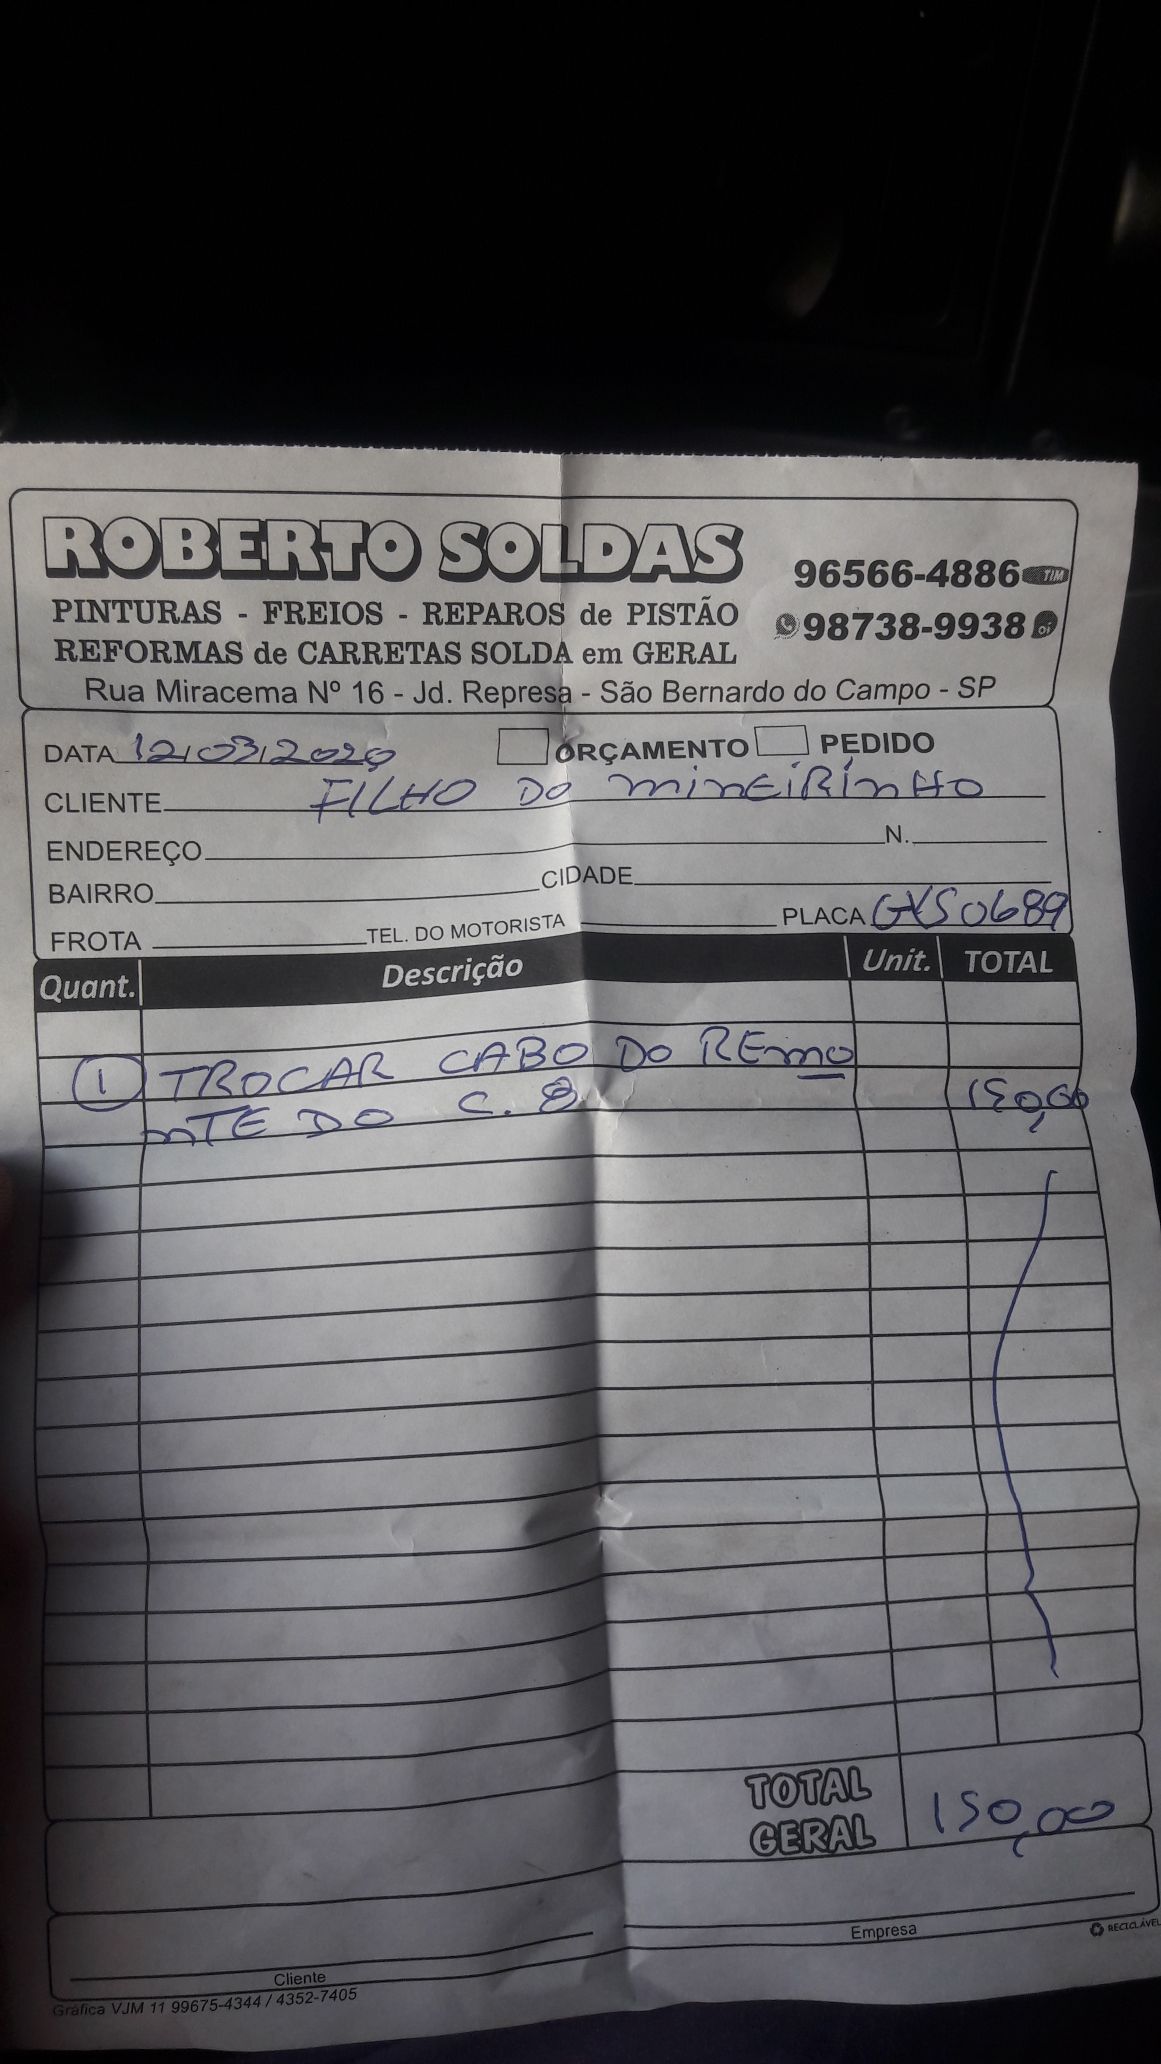 ROBERTO SOLDAS
96566-4886 TIM
PINTURAS - FREIOS - REPAROS de PISTÃO
98738-9938 oi
REFORMAS de CARRETAS SOLDA em GERAL
Rua Miracema Nº 16 - Jd. Represa - São Bernardo do Campo - SP
DATA 12/03/2020 ORÇAMENTO PEDIDO
CLIENTE FILHO DO MINEIRINHO
ENDEREÇO N.
BAIRRO CIDADE
FROTA TEL. DO MOTORISTA PLACA GXS0689
Quant. Descrição Unit. TOTAL
1 TROCAR CABO DO REMO
NTE DO C. 8 150,00
TOTAL GERAL 150,00
Empresa
RECICLÁVEL
Cliente
Gráfica VJM 11 99675-4344 / 4352-7405